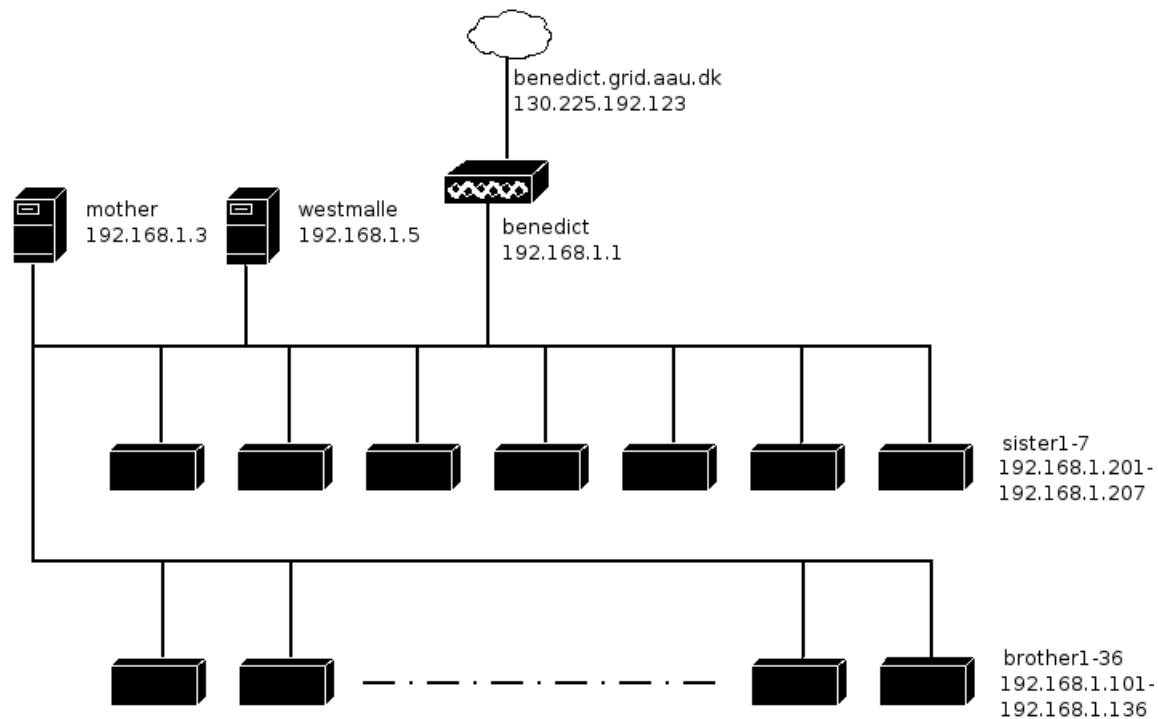 benedict.grid.aau.dk
130.225.192.123
mother
192.168.1.3
westmalle
192.168.1.5
benedict
192.168.1.1
sister1-7
192.168.1.201-
192.168.1.207
brother1-36
192.168.1.101-
192.168.1.136